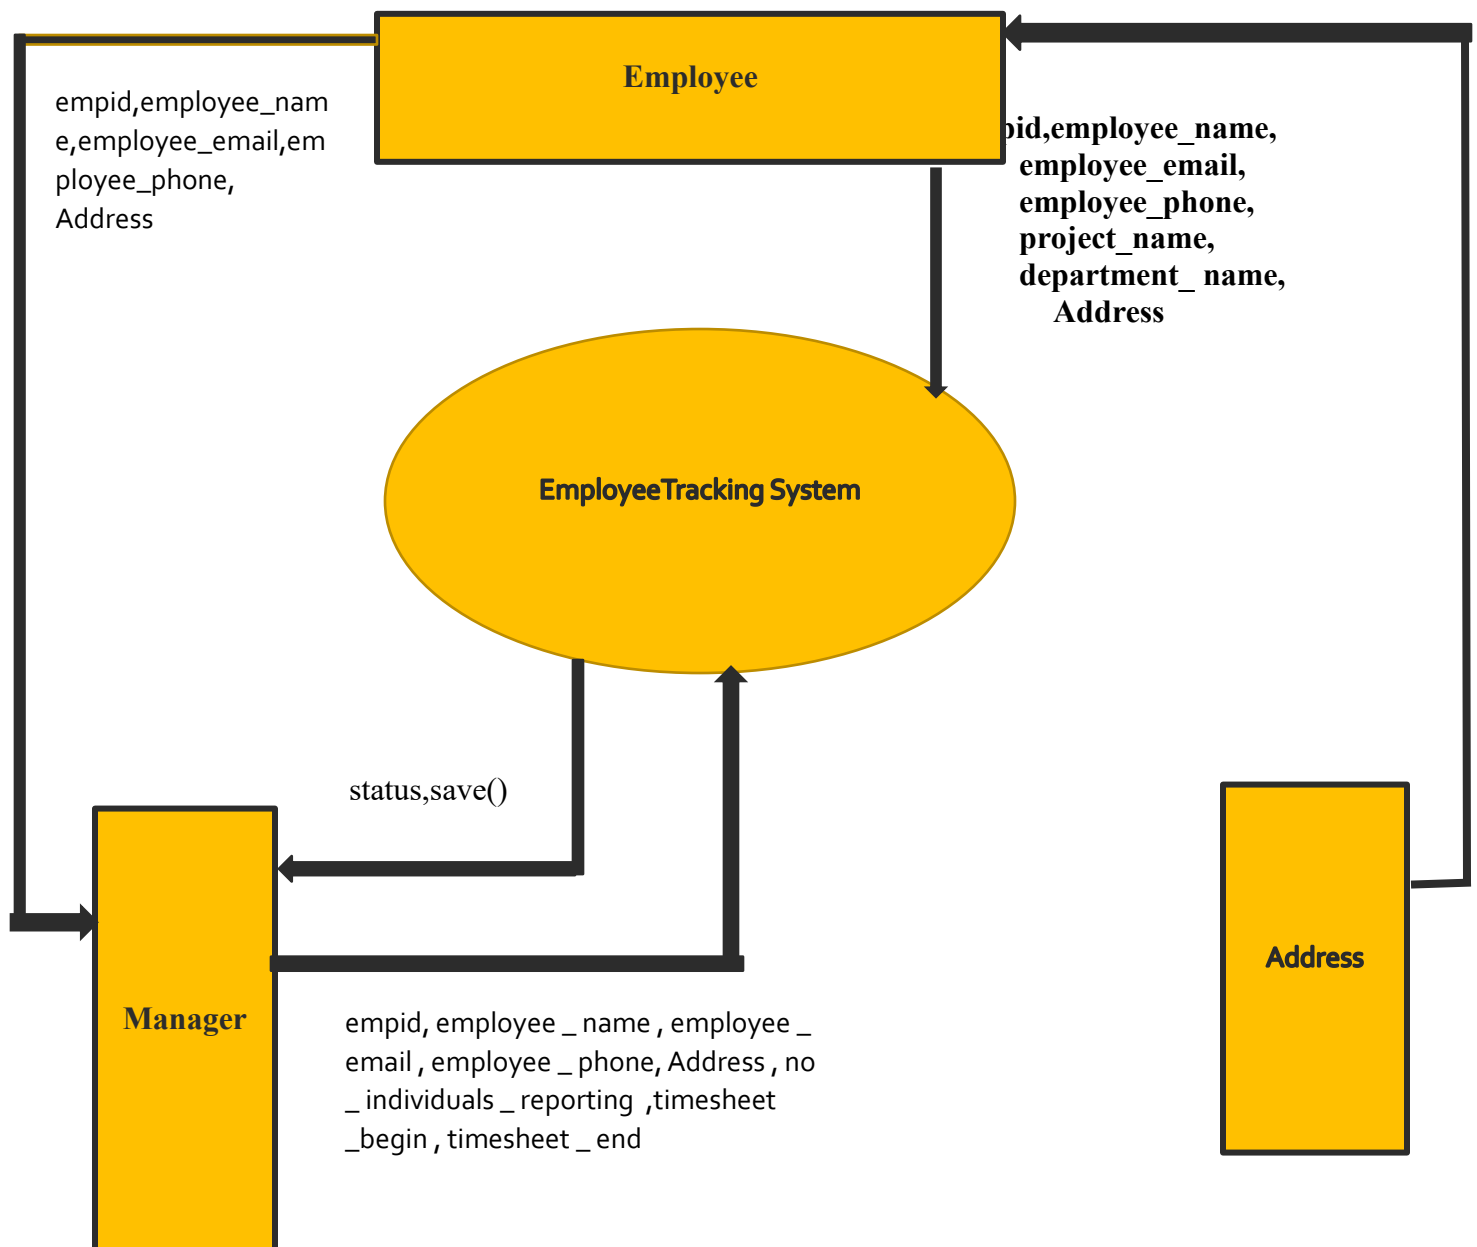 Employee
empid,employee_nam
e,employee_email,em
ployee_phone,
Address
pid,employee_name,
employee_email,
employee_phone,
project_name,
department_ name,
Address
EmployeeTracking System
status,save()
Manager
empid, employee _ name , employee _
email , employee _ phone, Address , no
_ individuals _ reporting ,timesheet
_begin , timesheet _ end
Address